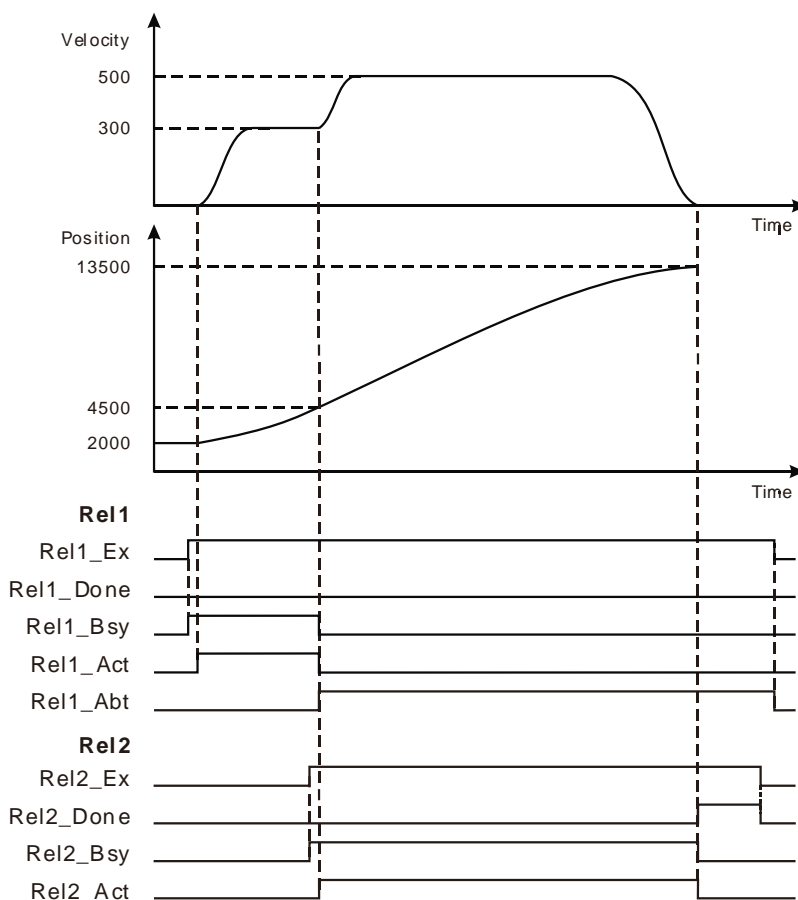 Velocity
500
300
Time
Position
13500
4500
2000
Time
Rel1
Rel1_Ex
Rel1_Done
Rel1_Bsy
Rel1_Act
Rel1_Abt
Rel2
Rel2_Ex
Rel2_Done
Rel2_Bsy
Rel2 Act